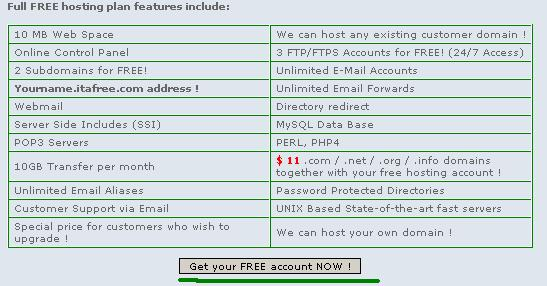 Full FREE hosting plan features include:
10 MB Web Space
We can host any existing customer domain !
Online Control Panel
3 FTP/FTPS Accounts for FREE! (24/7 Access)
2 Subdomains for FREE!
Unlimited E-Mail Accounts
Yourname.itafree.com address !
Unlimited Email Forwards
Webmail
Directory redirect
Server Side Includes (SSI)
MySQL Data Base
POP3 Servers
PERL, PHP4
10GB Transfer per month
$ 11 .com / .net / .org / .info domains
together with your free hosting account !
Unlimited Email Aliases
Password Protected Directories
Customer Support via Email
UNIX Based State-of-the-art fast servers
Special price for customers who wish to
upgrade !
We can host your own domain !
Get your FREE account NOW !